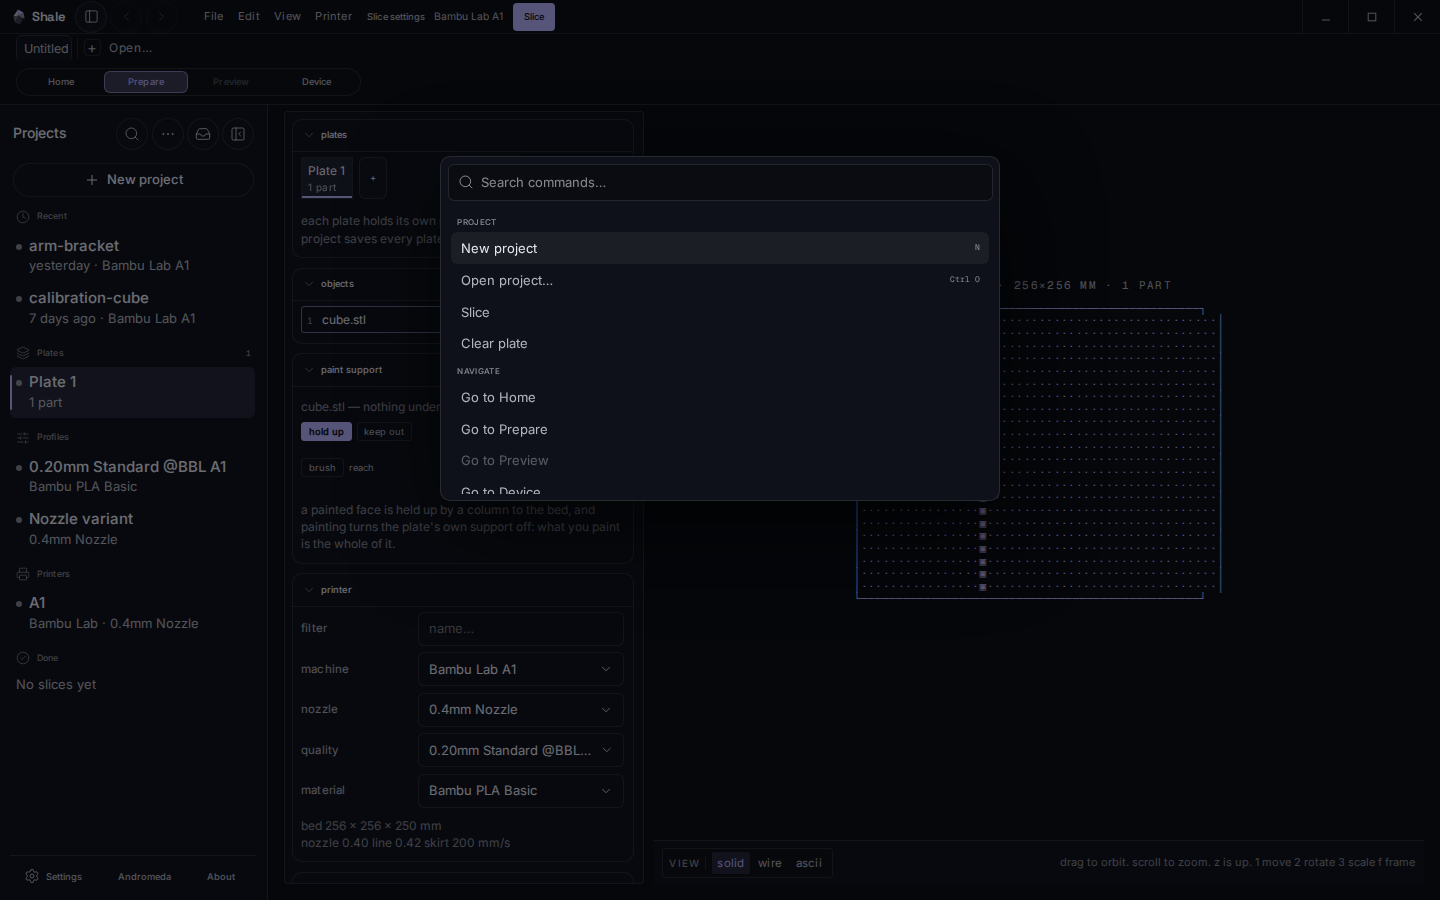 Shale
File Edit View Printer Slice settings Bambu Lab A1 Slice
Untitled + Open...
Home Prepare Preview Device
Projects
New project
Recent
arm-bracket
yesterday · Bambu Lab A1
calibration-cube
7 days ago · Bambu Lab A1
Plates 1
Plate 1
1 part
Profiles
0.20mm Standard @BBL A1
Bambu PLA Basic
Nozzle variant
0.4mm Nozzle
Printers
A1
Bambu Lab · 0.4mm Nozzle
Done
No slices yet
Settings Andromeda About
plates
Plate 1
1 part
+
each plate holds its own
project saves every plate
objects
1 cube.stl
paint support
cube.stl — nothing under
hold up keep out
brush reach
a painted face is held up by a column to the bed, and
painting turns the plate's own support off: what you paint
is the whole of it.
printer
filter name...
machine Bambu Lab A1
nozzle 0.4mm Nozzle
quality 0.20mm Standard @BBL...
material Bambu PLA Basic
bed 256 × 256 × 250 mm
nozzle 0.40 line 0.42 skirt 200 mm/s
Search commands...
PROJECT
New project N
Open project... Ctrl O
Slice
Clear plate
NAVIGATE
Go to Home
Go to Prepare
Go to Preview
Go to Device
· 256×256 MM · 1 PART
VIEW solid wire ascii
drag to orbit. scroll to zoom. z is up. 1 move 2 rotate 3 scale f frame